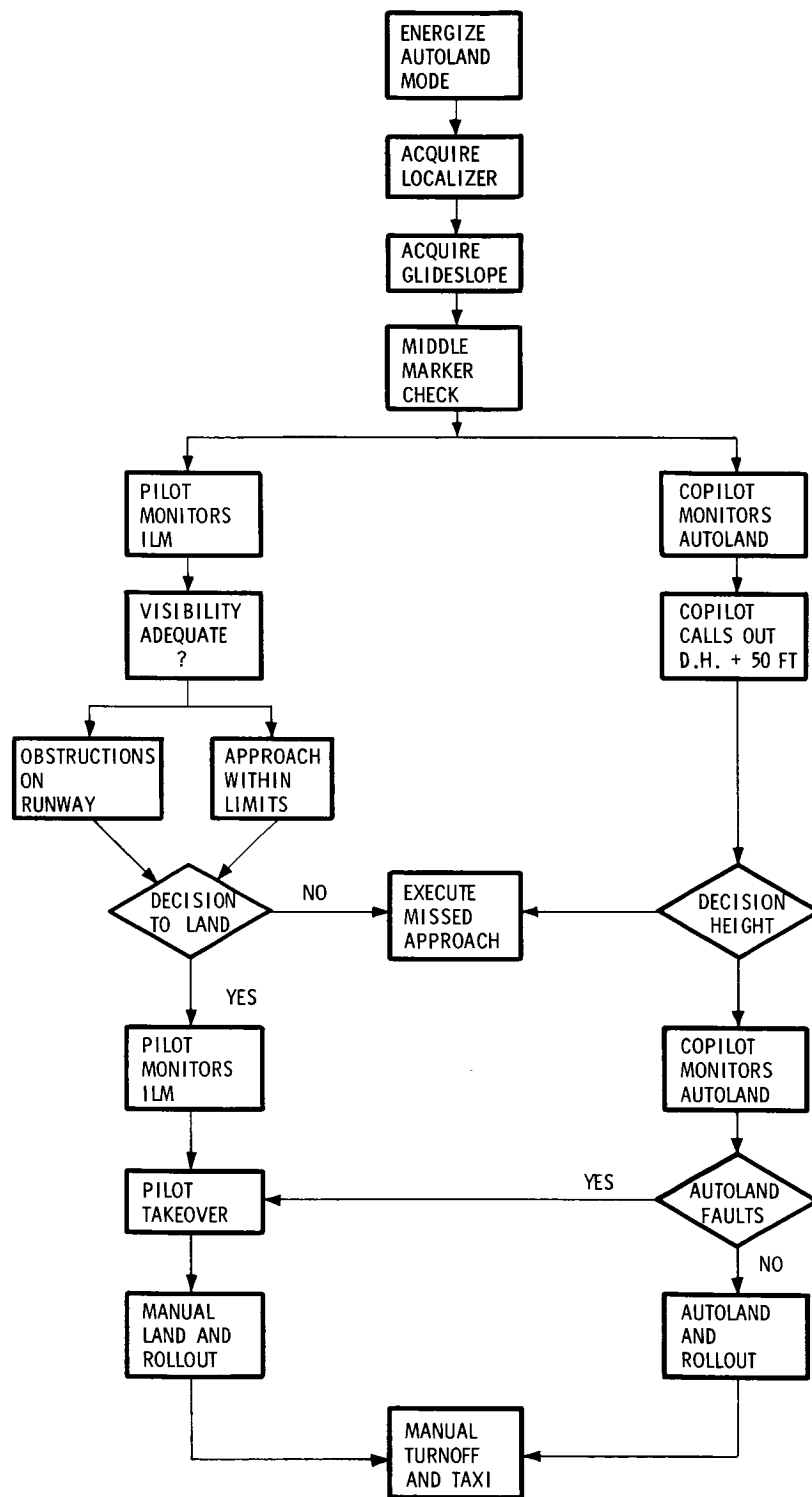 ENERGIZE
AUTOLAND
MODE
ACQUIRE
LOCALIZER
ACQUIRE
GLIDESLOPE
MIDDLE
MARKER
CHECK
PILOT
MONITORS
ILM
COPILOT
MONITORS
AUTOLAND
VISIBILITY
ADEQUATE
?
COPILOT
CALLS OUT
D.H. + 50 FT
OBSTRUCTIONS
ON
RUNWAY
APPROACH
WITHIN
LIMITS
DECISION
TO LAND
NO
EXECUTE
MISSED
APPROACH
DECISION
HEIGHT
YES
PILOT
MONITORS
ILM
COPILOT
MONITORS
AUTOLAND
PILOT
TAKEOVER
YES
AUTOLAND
FAULTS
NO
MANUAL
LAND AND
ROLLOUT
AUTOLAND
AND
ROLLOUT
MANUAL
TURNOFF
AND TAXI